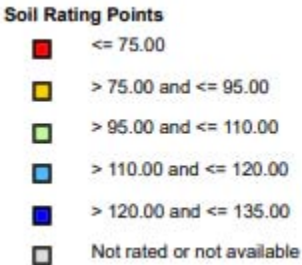 Soil Rating Points
<= 75.00
> 75.00 and <= 95.00
> 95.00 and <= 110.00
> 110.00 and <= 120.00
> 120.00 and <= 135.00
Not rated or not available